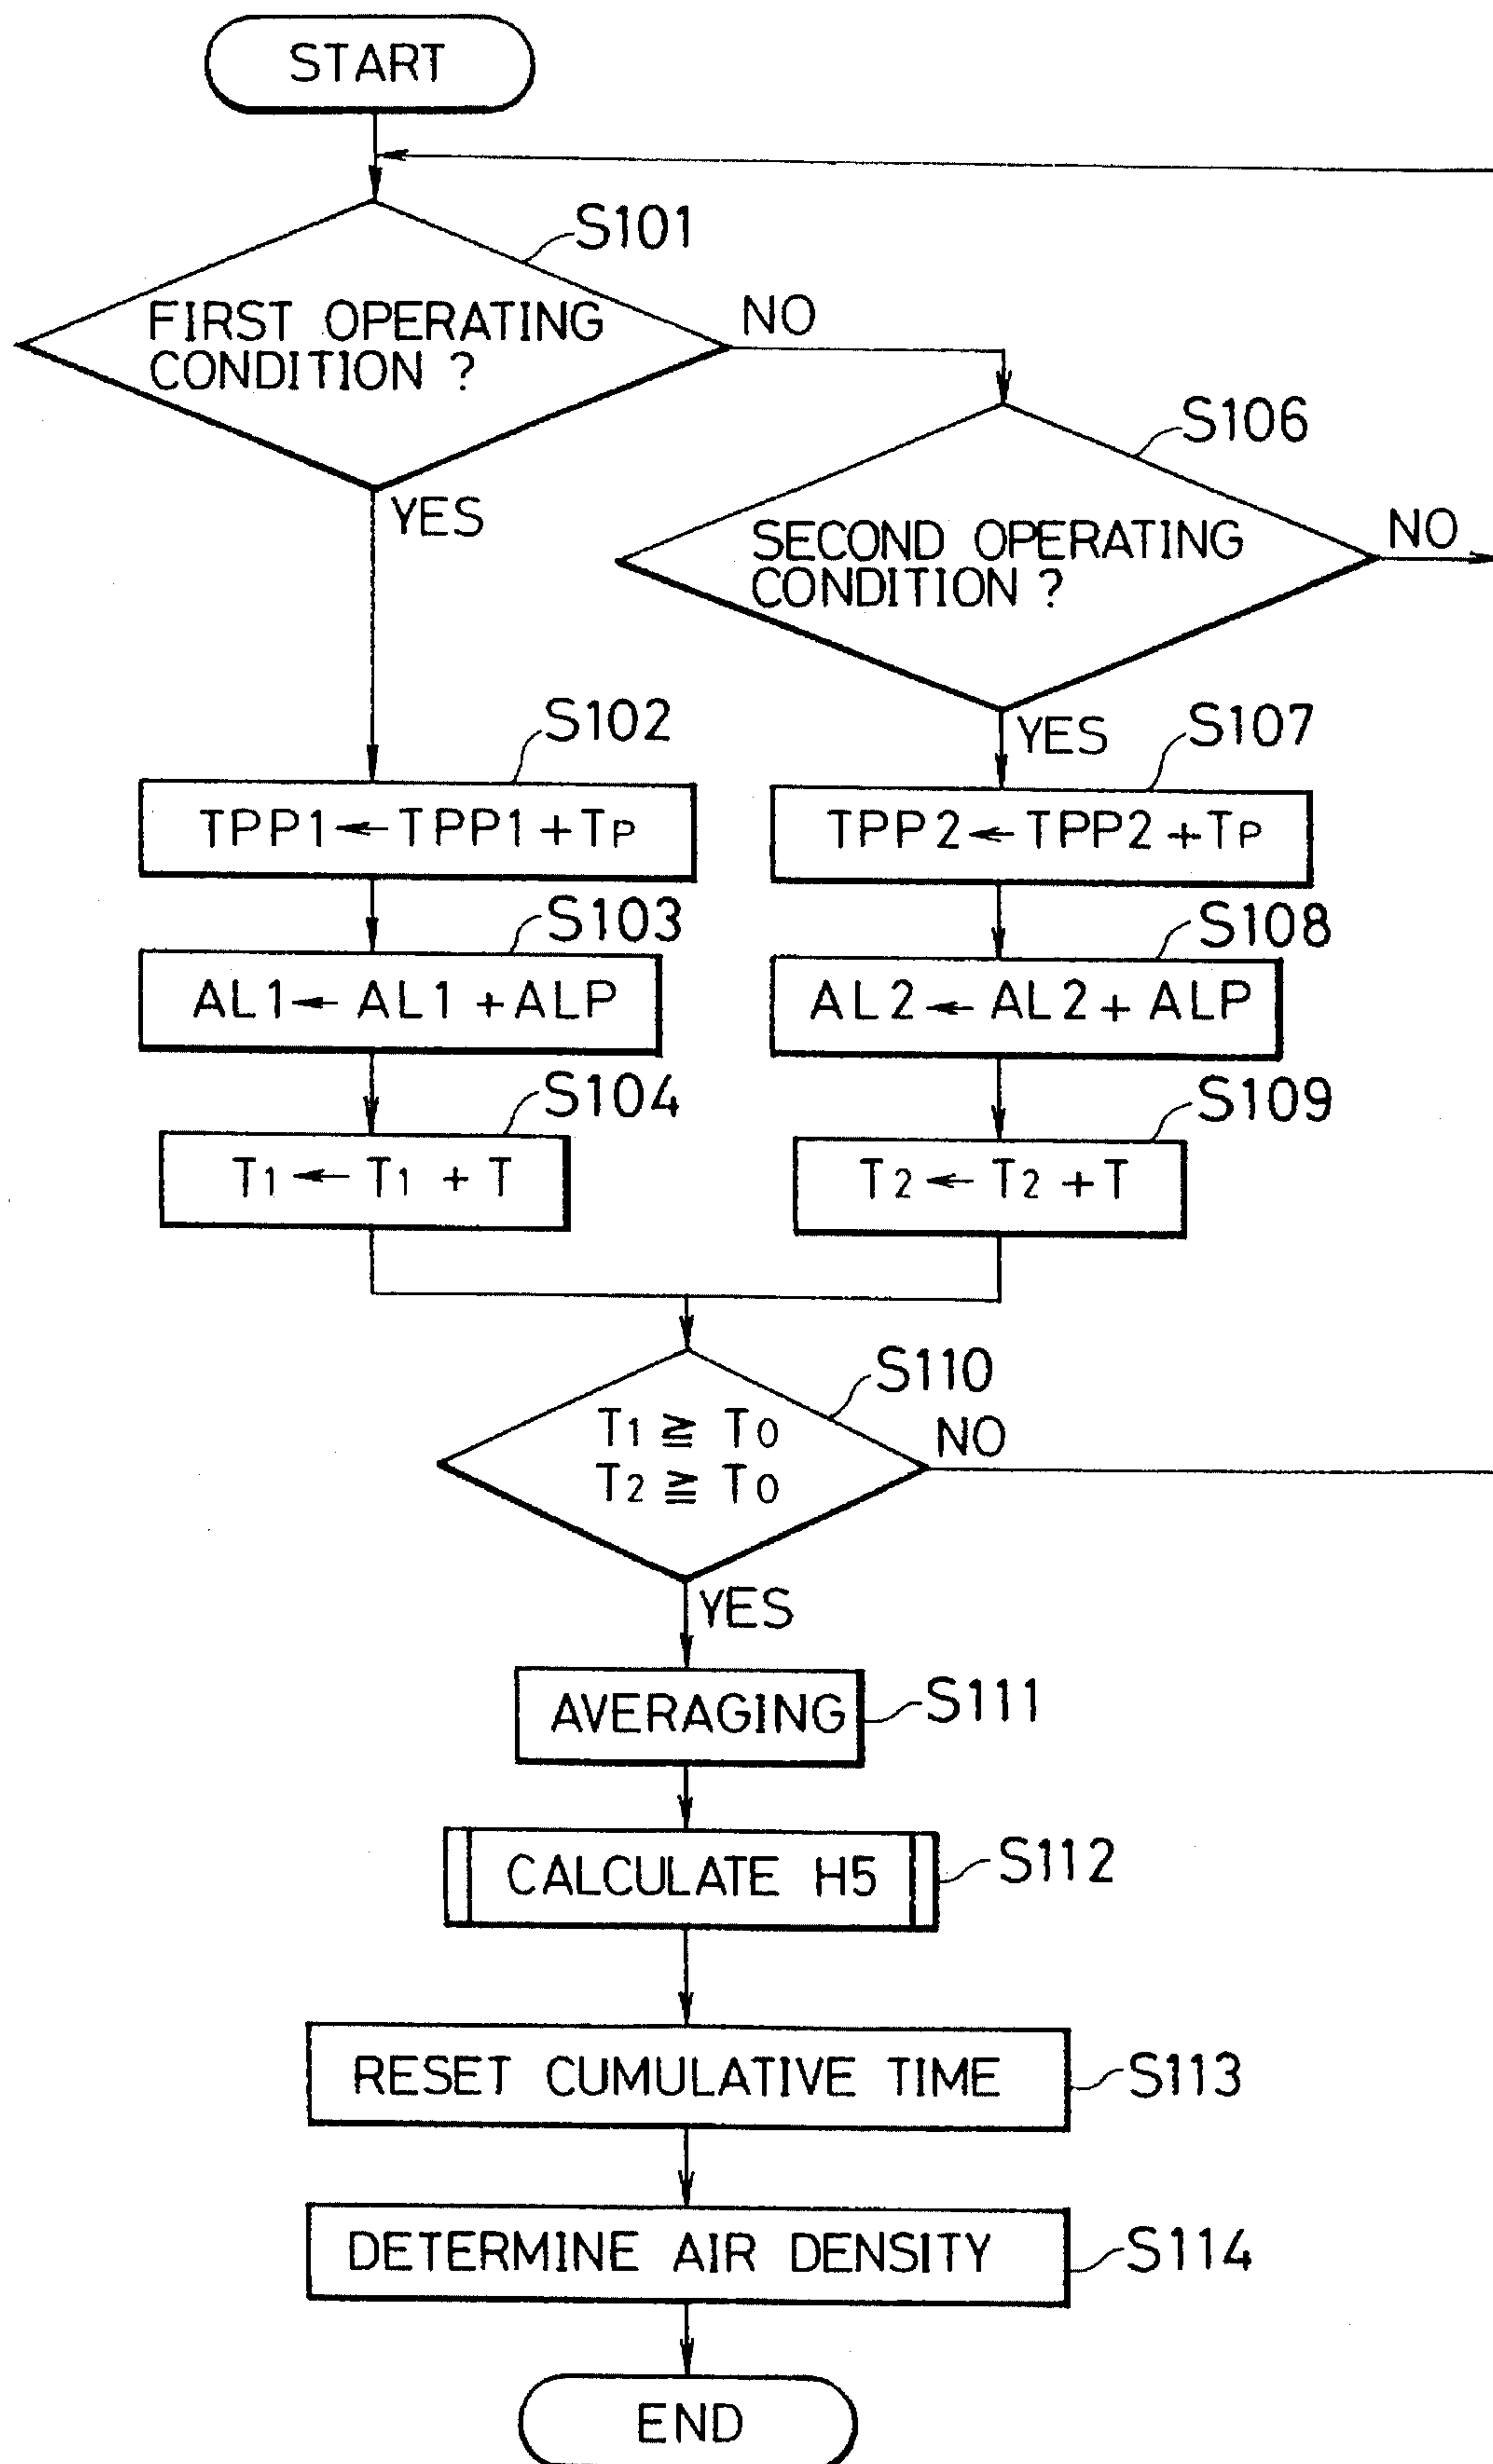 START
S101
FIRST OPERATING
CONDITION ?
NO
YES
S106
SECOND OPERATING
CONDITION ?
NO
YES
S102
TPP1 ← TPP1 + TP
S103
AL1 ← AL1 + ALP
S104
T1 ← T1 + T
S107
TPP2 ← TPP2 + TP
S108
AL2 ← AL2 + ALP
S109
T2 ← T2 + T
S110
T1 ≧ T0
T2 ≧ T0
NO
YES
AVERAGING
S111
CALCULATE H5
S112
RESET CUMULATIVE TIME
S113
DETERMINE AIR DENSITY
S114
END